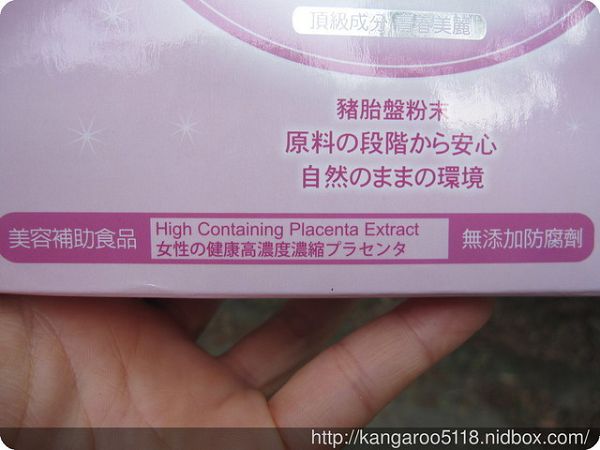 頂級成分 青春美麗
豬胎盤粉末
原料の段階から安心
自然のままの環境
美容補助食品
High Containing Placenta Extract
女性の健康高濃度濃縮プラセンタ
無添加防腐劑
http://kangaroo5118.nidbox.com/